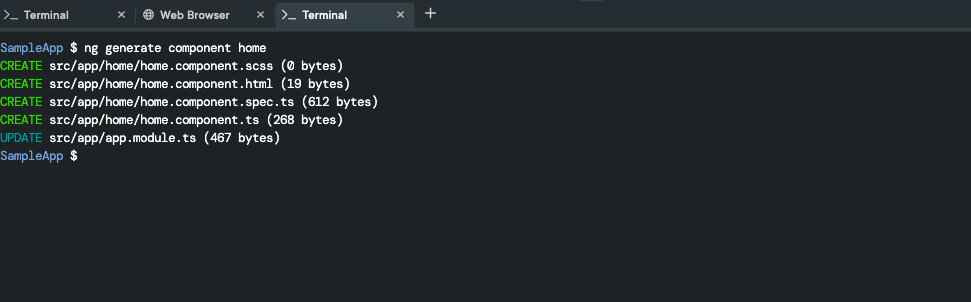 >_ Terminal × Web Browser × >_ Terminal × +
SampleApp $ ng generate component home
CREATE src/app/home/home.component.scss (0 bytes)
CREATE src/app/home/home.component.html (19 bytes)
CREATE src/app/home/home.component.spec.ts (612 bytes)
CREATE src/app/home/home.component.ts (268 bytes)
UPDATE src/app/app.module.ts (467 bytes)
SampleApp $